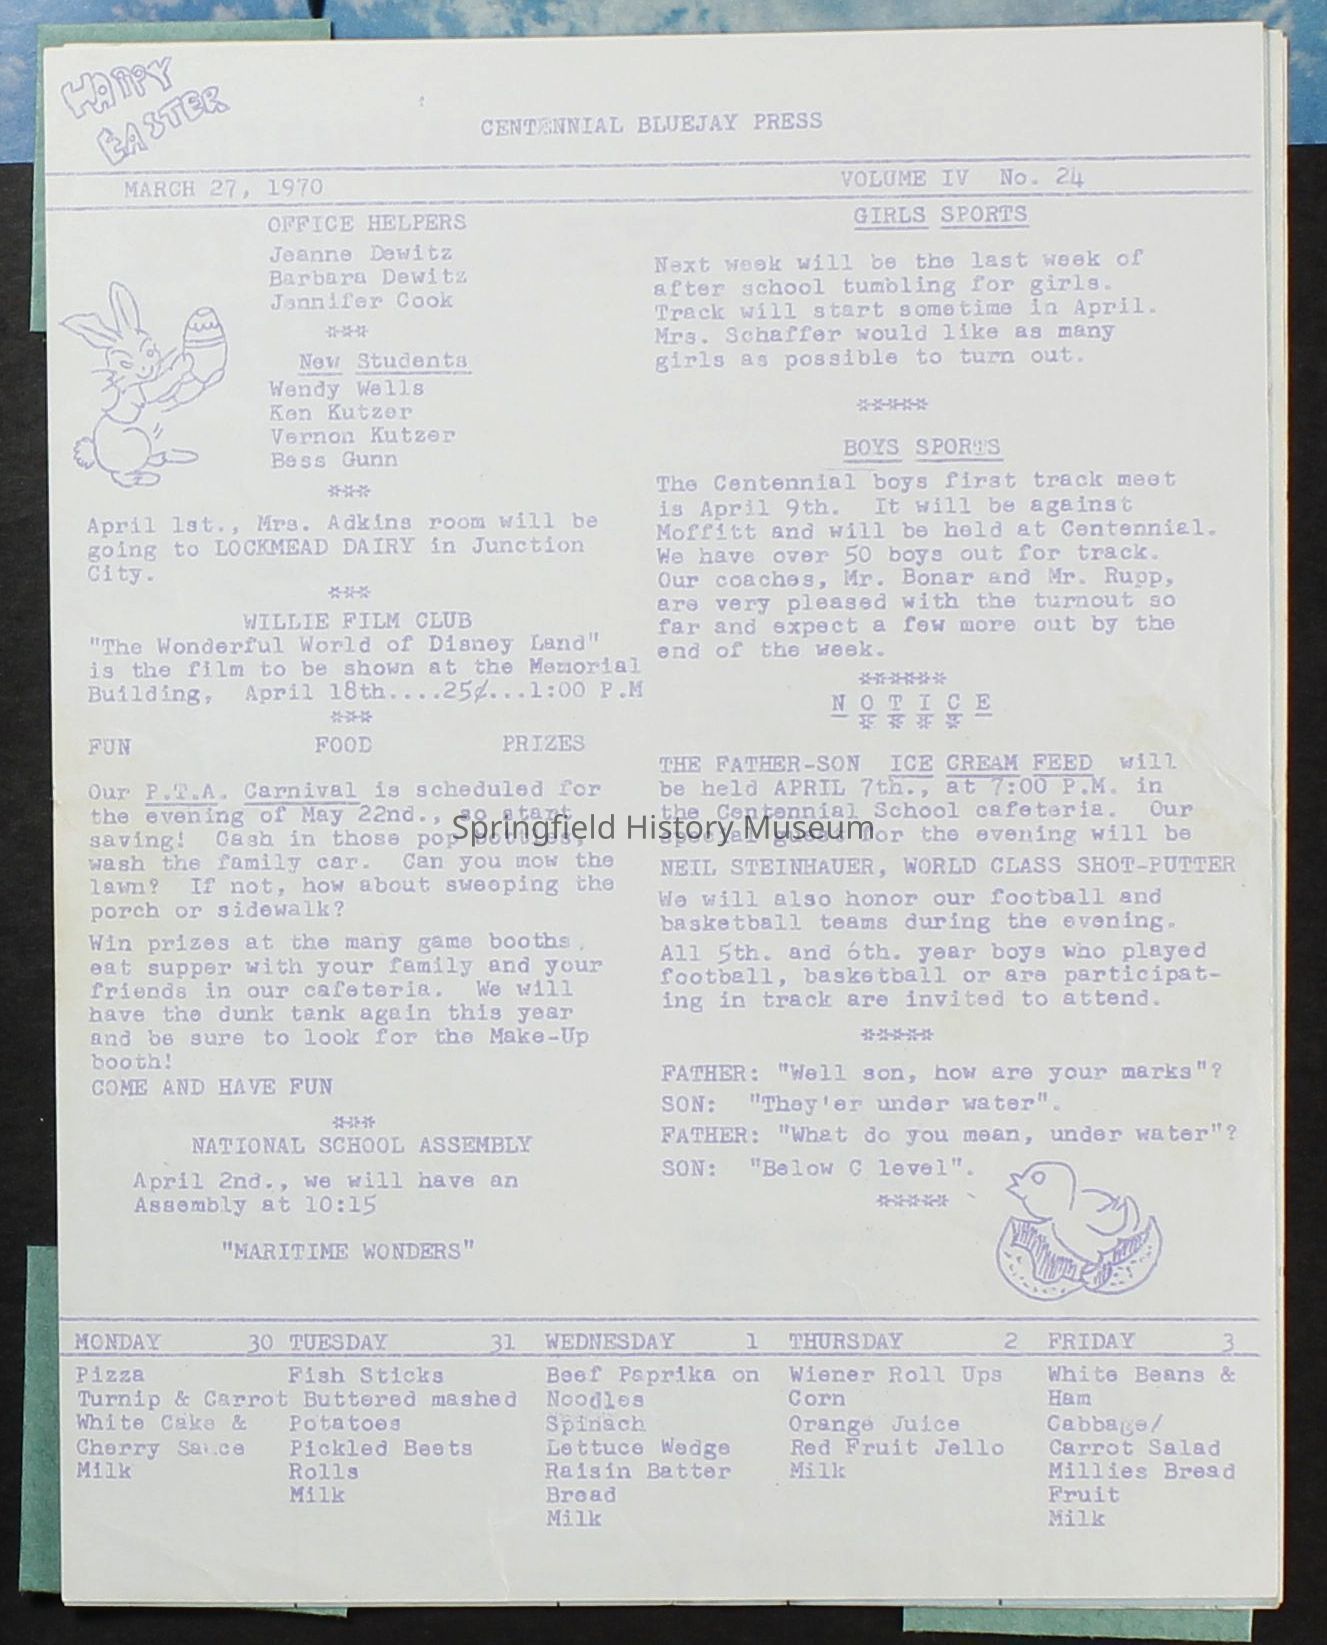 HAPPY
EASTER
CENTENNIAL BLUEJAY PRESS
MARCH 27, 1970
VOLUME IV No. 24
OFFICE HELPERS
Jeanne Dewitz
Barbara Dewitz
Jennifer Cook
***
New Students
Wendy Wells
Ken Kutzer
Vernon Kutzer
Bess Gunn
***
April 1st., Mrs. Adkins room will be
going to LOCKMEAD DAIRY in Junction
City.
***
WILLIE FILM CLUB
"The Wonderful World of Disney Land"
is the film to be shown at the Memorial
Building, April 18th....25¢...1:00 P.M
***
FUN FOOD PRIZES
Our P.T.A. Carnival is scheduled for
the evening of May 22nd., so start
saving! Cash in those pop bottles,
wash the family car. Can you mow the
lawn? If not, how about sweeping the
porch or sidewalk?
Win prizes at the many game booths,
eat supper with your family and your
friends in our cafeteria. We will
have the dunk tank again this year
and be sure to look for the Make-Up
booth!
COME AND HAVE FUN
***
NATIONAL SCHOOL ASSEMBLY
April 2nd., we will have an
Assembly at 10:15
"MARITIME WONDERS"
GIRLS SPORTS
Next week will be the last week of
after school tumbling for girls.
Track will start sometime in April.
Mrs. Schaffer would like as many
girls as possible to turn out.
*****
BOYS SPORTS
The Centennial boys first track meet
is April 9th. It will be against
Moffitt and will be held at Centennial.
We have over 50 boys out for track.
Our coaches, Mr. Bonar and Mr. Rupp,
are very pleased with the turnout so
far and expect a few more out by the
end of the week.
******
N O T I C E
* * * *
THE FATHER-SON ICE CREAM FEED will
be held APRIL 7th., at 7:00 P.M. in
the Centennial School cafeteria. Our
special guest for the evening will be
NEIL STEINHAUER, WORLD CLASS SHOT-PUTTER
We will also honor our football and
basketball teams during the evening.
All 5th. and 6th. year boys who played
football, basketball or are participat-
ing in track are invited to attend.
*****
FATHER: "Well son, how are your marks"?
SON: "They'er under water".
FATHER: "What do you mean, under water"?
SON: "Below C level".
*****
Springfield History Museum
MONDAY 30 TUESDAY 31 WEDNESDAY 1 THURSDAY 2 FRIDAY 3
Pizza Fish Sticks Beef Paprika on Wiener Roll Ups White Beans &
Turnip & Carrot Buttered mashed Noodles Corn Ham
White Cake & Potatoes Spinach Orange Juice Cabbage/
Cherry Sauce Pickled Beets Lettuce Wedge Red Fruit Jello Carrot Salad
Milk Rolls Raisin Batter Milk Millies Bread
Milk Bread Fruit
Milk Milk